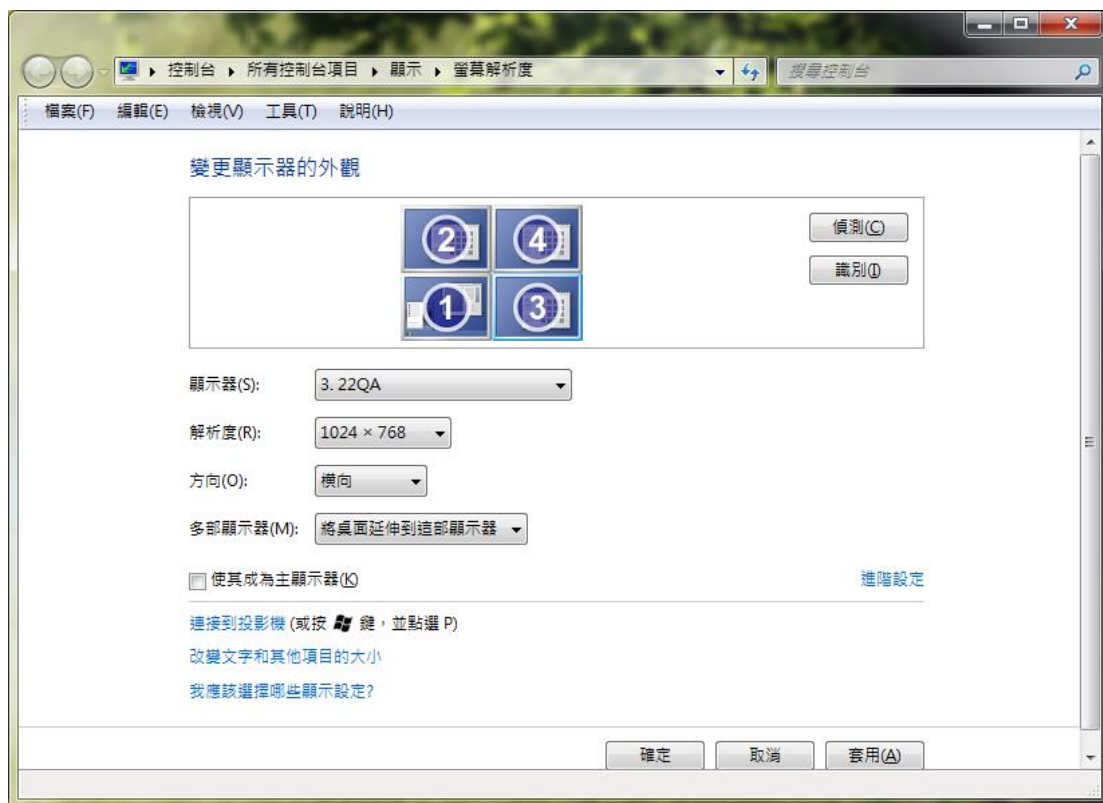 控制台 ▸ 所有控制台項目 ▸ 顯示 ▸ 螢幕解析度
搜尋控制台
檔案(F) 編輯(E) 檢視(V) 工具(T) 說明(H)
變更顯示器的外觀
2 4
1 3
偵測(C)
識別(I)
顯示器(S): 3. 22QA
解析度(R): 1024 × 768
方向(O): 橫向
多部顯示器(M): 將桌面延伸到這部顯示器
使其成為主顯示器(K) 進階設定
連接到投影機 (或按 鍵，並點選 P)
改變文字和其他項目的大小
我應該選擇哪些顯示設定?
確定 取消 套用(A)